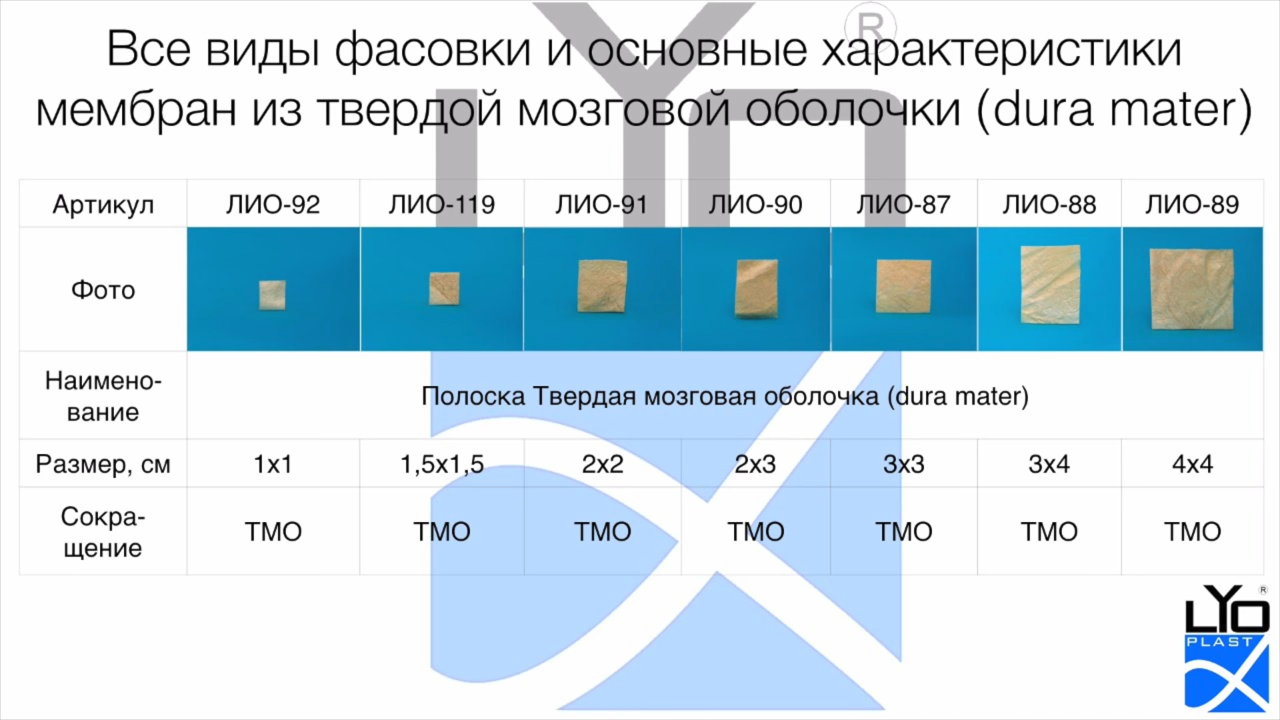 Все виды фасовки и основные характеристики
мембран из твердой мозговой оболочки (dura mater)
LYO
®
Артикул ЛИО-92 ЛИО-119 ЛИО-91 ЛИО-90 ЛИО-87 ЛИО-88 ЛИО-89
Фото
Наимено-
вание
Полоска Твердая мозговая оболочка (dura mater)
Размер, см 1x1 1,5x1,5 2x2 2x3 3x3 3x4 4x4
Сокра-
щение
ТМО ТМО ТМО ТМО ТМО ТМО ТМО
LYO ®
PLAST